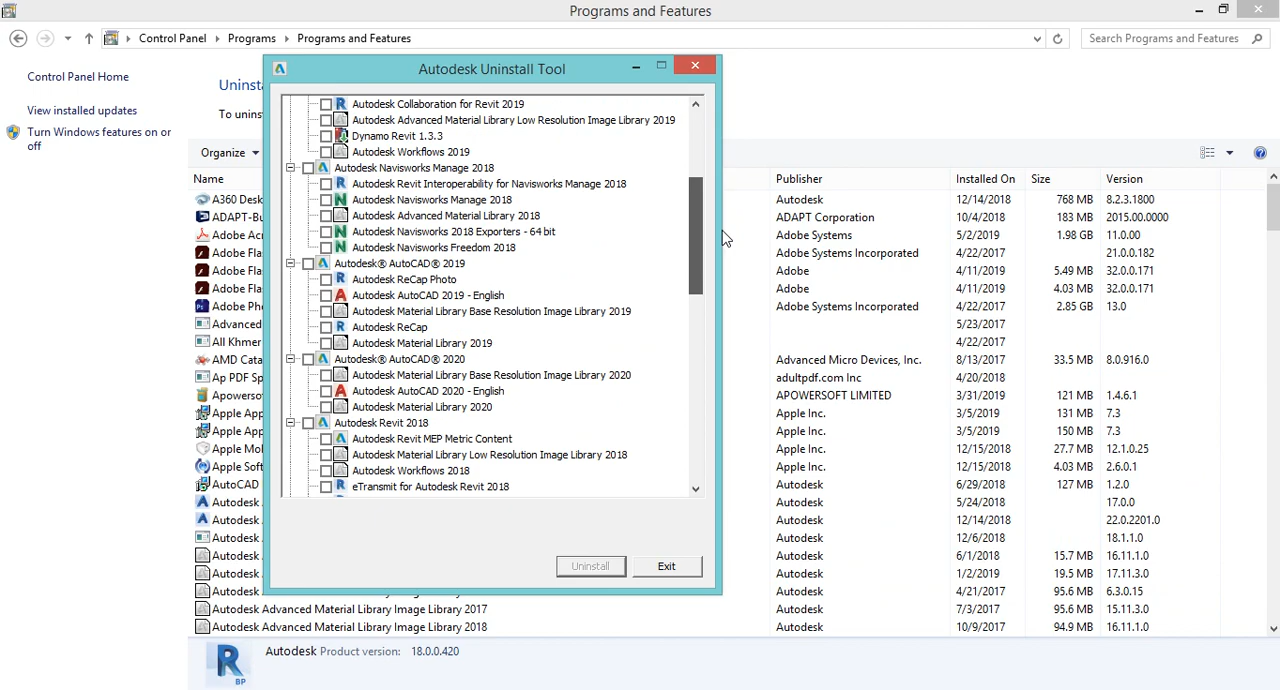 Programs and Features
Control Panel Programs Programs and Features
Search Programs and Features
Control Panel Home
View installed updates
Turn Windows features on or off
To
Organize
Name Publisher Installed On Size Version
Autodesk Uninstall Tool
Autodesk Collaboration for Revit 2019
Autodesk Advanced Material Library Low Resolution Image Library 2019
Dynamo Revit 1.3.3
Autodesk Workflows 2019
Autodesk Navisworks Manage 2018
Autodesk Revit Interoperability for Navisworks Manage 2018
Autodesk Navisworks Manage 2018
Autodesk Advanced Material Library 2018
Autodesk Navisworks 2018 Exporters - 64 bit
Autodesk Navisworks Freedom 2018
Autodesk® AutoCAD® 2019
Autodesk ReCap Photo
Autodesk AutoCAD 2019 - English
Autodesk Material Library Base Resolution Image Library 2019
Autodesk ReCap
Autodesk Material Library 2019
Autodesk® AutoCAD® 2020
Autodesk Material Library Base Resolution Image Library 2020
Autodesk AutoCAD 2020 - English
Autodesk Material Library 2020
Autodesk Revit 2018
Autodesk Revit MEP Metric Content
Autodesk Material Library Low Resolution Image Library 2018
Autodesk Workflows 2018
eTransmit for Autodesk Revit 2018
Uninstall Exit
A360 Desk Autodesk 12/14/2018 768 MB 8.2.3.1800
ADAPT-Bu ADAPT Corporation 10/4/2018 183 MB 2015.00.0000
Adobe Acr Adobe Systems 5/2/2019 1.98 GB 11.0.00
Adobe Fla Adobe Systems Incorporated 4/22/2017 21.0.0.182
Adobe Fla Adobe 4/11/2019 5.49 MB 32.0.0.171
Adobe Fla Adobe 4/11/2019 4.03 MB 32.0.0.171
Adobe Pho Adobe Systems Incorporated 4/22/2017 2.85 GB 13.0
Advanced 5/23/2017
All Khmer 4/22/2017
AMD Cata Advanced Micro Devices, Inc. 8/13/2017 33.5 MB 8.0.916.0
Ap PDF Sp adultpdf.com Inc 4/20/2018
Apowersof APOWERSOFT LIMITED 3/31/2019 121 MB 1.4.6.1
Apple App Apple Inc. 3/5/2019 131 MB 7.3
Apple App Apple Inc. 3/5/2019 150 MB 7.3
Apple Mo Apple Inc. 12/15/2018 27.7 MB 12.1.0.25
Apple Soft Apple Inc. 12/15/2018 4.03 MB 2.6.0.1
AutoCAD Autodesk 6/29/2018 127 MB 1.2.0
Autodesk Autodesk 5/24/2018 17.0.0
Autodesk Autodesk 12/14/2018 22.0.2201.0
Autodesk Autodesk 12/6/2018 18.1.1.0
Autodesk Autodesk 6/1/2018 15.7 MB 16.11.1.0
Autodesk Autodesk 1/2/2019 19.5 MB 17.11.3.0
Autodesk Autodesk 4/21/2017 95.6 MB 6.3.0.15
Autodesk Advanced Material Library Image Library 2017 Autodesk 7/3/2017 95.6 MB 15.11.3.0
Autodesk Advanced Material Library Image Library 2018 Autodesk 10/9/2017 94.9 MB 16.11.1.0
R BP
Autodesk Product version: 18.0.0.420